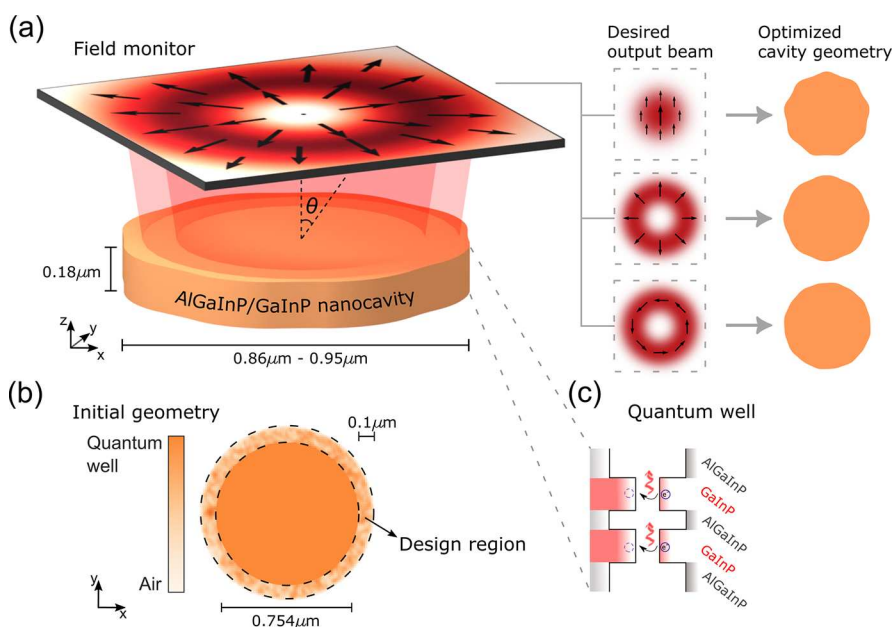 (a)
Field monitor
Desired
output beam
Optimized
cavity geometry
θ
0.18μm
AlGaInP/GaInP nanocavity
z
y
x
0.86μm - 0.95μm
(b)
Initial geometry
Quantum
well
Air
0.1μm
Design region
y
x
0.754μm
(c)
Quantum well
AlGaInP
GaInP
e
AlGaInP
GaInP
e
AlGaInP